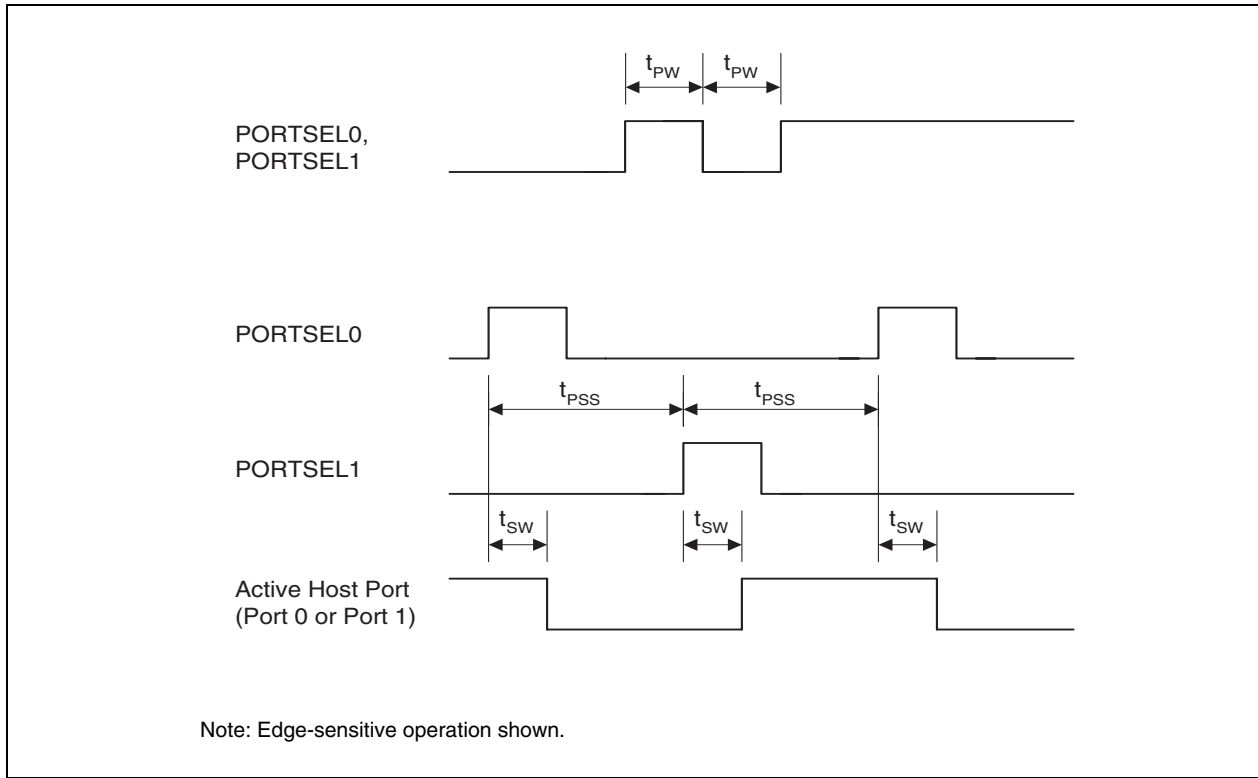 tPW tPW
PORTSEL0,
PORTSEL1
PORTSEL0
tPSS tPSS
PORTSEL1
tSW tSW tSW
Active Host Port
(Port 0 or Port 1)
Note: Edge-sensitive operation shown.